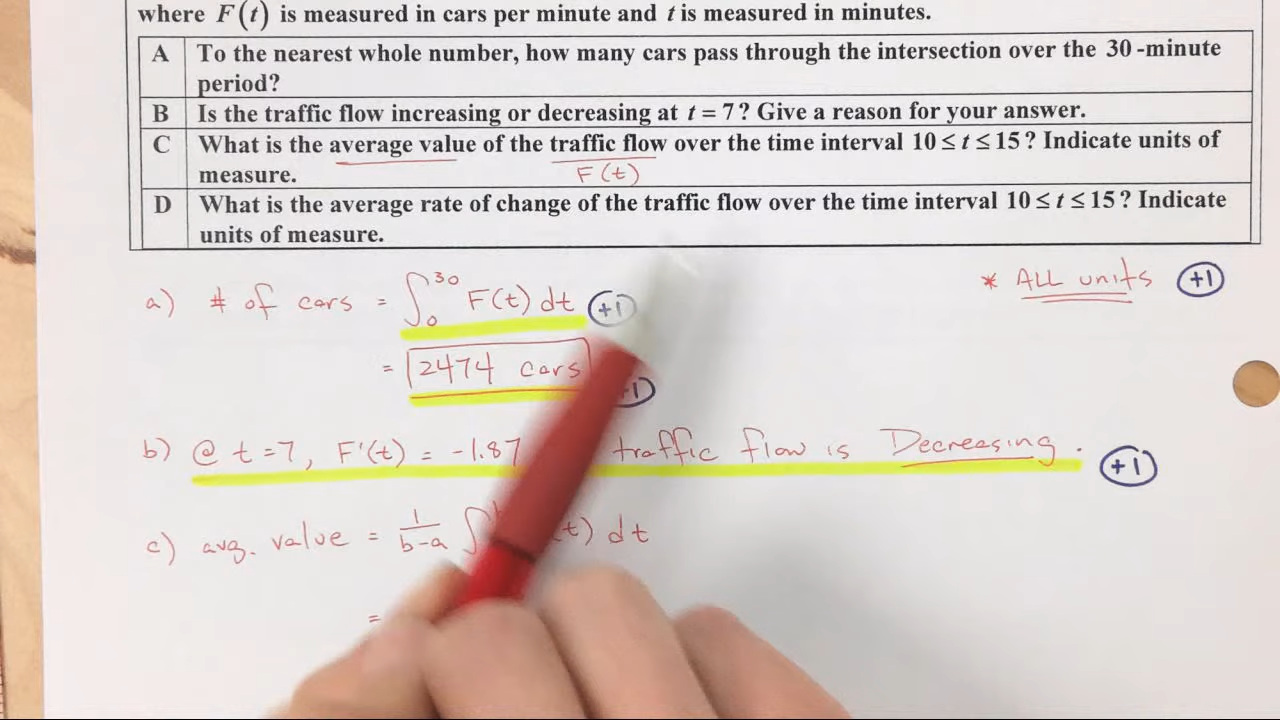 where F(t) is measured in cars per minute and t is measured in minutes.
A To the nearest whole number, how many cars pass through the intersection over the 30-minute
period?
B Is the traffic flow increasing or decreasing at t = 7? Give a reason for your answer.
C What is the average value of the traffic flow over the time interval 10 ≤ t ≤ 15? Indicate units of
measure.
F(t)
D What is the average rate of change of the traffic flow over the time interval 10 ≤ t ≤ 15? Indicate
units of measure.
* ALL units +1
a) # of cars = ∫₀³⁰ F(t) dt +1
= 2474 cars +1
b) @ t=7, F'(t) = -1.87 traffic flow is Decreasing. +1
c) avg. value = 1/(b-a) ∫ (t) dt
=